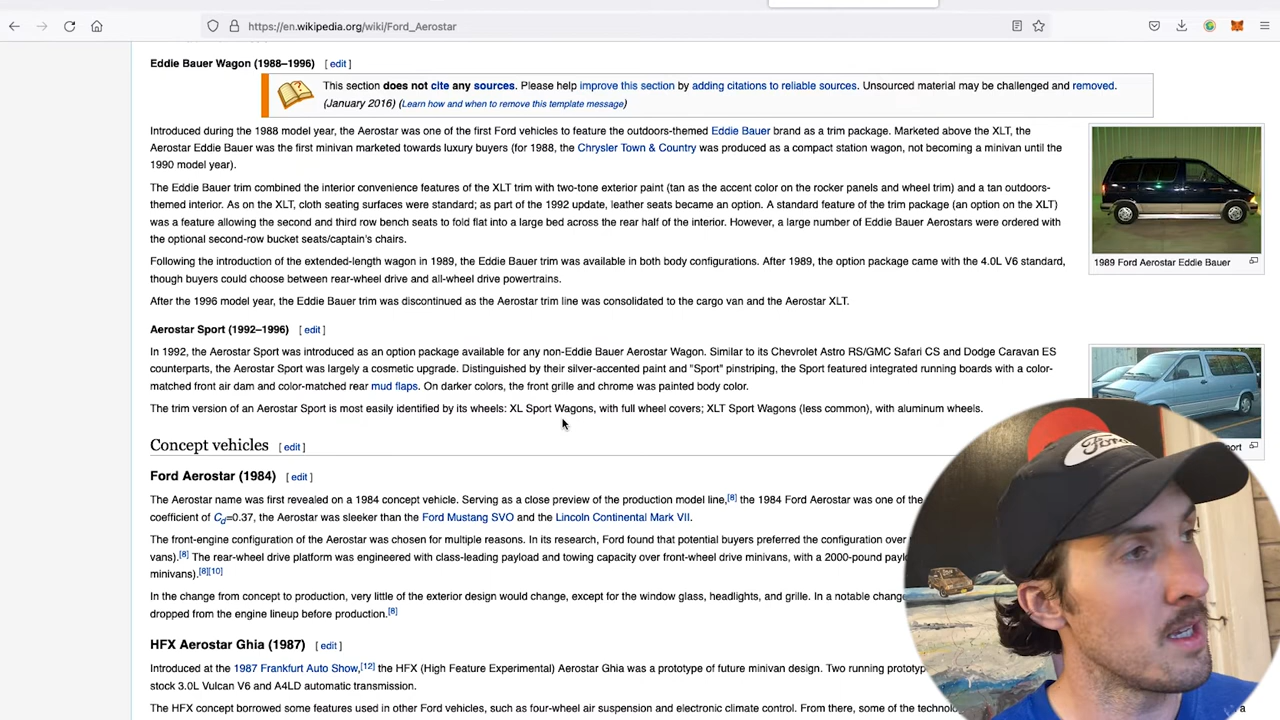 https://en.wikipedia.org/wiki/Ford_Aerostar
Eddie Bauer Wagon (1988–1996) [ edit ]
This section does not cite any sources. Please help improve this section by adding citations to reliable sources. Unsourced material may be challenged and removed.
(January 2016) (Learn how and when to remove this template message)
Introduced during the 1988 model year, the Aerostar was one of the first Ford vehicles to feature the outdoors-themed Eddie Bauer brand as a trim package. Marketed above the XLT, the
Aerostar Eddie Bauer was the first minivan marketed towards luxury buyers (for 1988, the Chrysler Town & Country was produced as a compact station wagon, not becoming a minivan until the
1990 model year).
The Eddie Bauer trim combined the interior convenience features of the XLT trim with two-tone exterior paint (tan as the accent color on the rocker panels and wheel trim) and a tan outdoors-
themed interior. As on the XLT, cloth seating surfaces were standard; as part of the 1992 update, leather seats became an option. A standard feature of the trim package (an option on the XLT)
was a feature allowing the second and third row bench seats to fold flat into a large bed across the rear half of the interior. However, a large number of Eddie Bauer Aerostars were ordered with
the optional second-row bucket seats/captain's chairs.
1989 Ford Aerostar Eddie Bauer
Following the introduction of the extended-length wagon in 1989, the Eddie Bauer trim was available in both body configurations. After 1989, the option package came with the 4.0L V6 standard,
though buyers could choose between rear-wheel drive and all-wheel drive powertrains.
After the 1996 model year, the Eddie Bauer trim was discontinued as the Aerostar trim line was consolidated to the cargo van and the Aerostar XLT.
Aerostar Sport (1992–1996) [ edit ]
In 1992, the Aerostar Sport was introduced as an option package available for any non-Eddie Bauer Aerostar Wagon. Similar to its Chevrolet Astro RS/GMC Safari CS and Dodge Caravan ES
counterparts, the Aerostar Sport was largely a cosmetic upgrade. Distinguished by their silver-accented paint and "Sport" pinstriping, the Sport featured integrated running boards with a color-
matched front air dam and color-matched rear mud flaps. On darker colors, the front grille and chrome was painted body color.
The trim version of an Aerostar Sport is most easily identified by its wheels: XL Sport Wagons, with full wheel covers; XLT Sport Wagons (less common), with aluminum wheels.
Concept vehicles [ edit ]
Ford Aerostar (1984) [ edit ]
The Aerostar name was first revealed on a 1984 concept vehicle. Serving as a close preview of the production model line,[8] the 1984 Ford Aerostar was one of the
coefficient of Cd=0.37, the Aerostar was sleeker than the Ford Mustang SVO and the Lincoln Continental Mark VII.
The front-engine configuration of the Aerostar was chosen for multiple reasons. In its research, Ford found that potential buyers preferred the configuration over
vans).[8] The rear-wheel drive platform was engineered with class-leading payload and towing capacity over front-wheel drive minivans, with a 2000-pound
minivans).[8][10]
In the change from concept to production, very little of the exterior design would change, except for the window glass, headlights, and grille. In a notable
dropped from the engine lineup before production.[8]
HFX Aerostar Ghia (1987) [ edit ]
Introduced at the 1987 Frankfurt Auto Show,[12] the HFX (High Feature Experimental) Aerostar Ghia was a prototype of future minivan design. Two running
stock 3.0L Vulcan V6 and A4LD automatic transmission.
The HFX concept borrowed some features used in other Ford vehicles, such as four-wheel air suspension and electronic climate control. From there, some of the
Ford